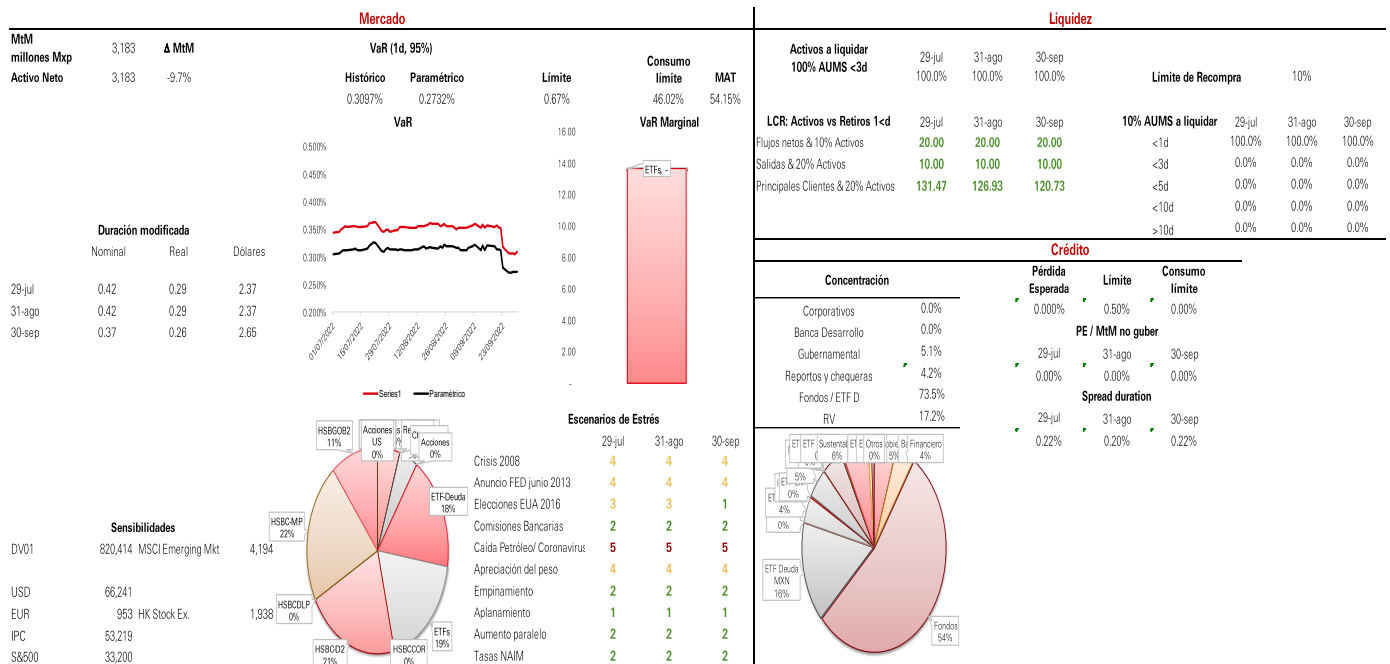 Mercado
MtM
millones Mxp 3,183 Δ MtM
Activo Neto 3,183 -9.7%
VaR (1d, 95%)
Histórico Paramétrico Límite Consumo límite MAT
0.3097% 0.2732% 0.67% 46.02% 54.15%
VaR
0.500%
0.450%
0.400%
0.350%
0.300%
0.250%
0.200%
01/07/2022 15/07/2022 29/07/2022 12/08/2022 26/08/2022 09/09/2022 23/09/2022
Series1 Paramétrico
VaR Marginal
16.00
14.00
12.00
10.00
8.00
6.00
4.00
2.00
-
ETFs, -
Duración modificada
Nominal Real Dólares
29-jul 0.42 0.29 2.37
31-ago 0.42 0.29 2.37
30-sep 0.37 0.26 2.65
Sensibilidades
DV01 820,414 MSCI Emerging Mkt 4,194
USD 66,241
EUR 953 HK Stock Ex. 1,938
IPC 53,219
S&500 33,200
HSBGOB2
11%
Acciones
US
0%
Acciones
0%
ETF-Deuda
18%
ETFs
19%
HSBCCOR
0%
HSBCD2
21%
HSBCDLP
0%
HSBC-MP
22%
Escenarios de Estrés
29-jul 31-ago 30-sep
Crisis 2008 4 4 4
Anuncio FED junio 2013 4 4 4
Elecciones EUA 2016 3 3 1
Comisiones Bancarias 2 2 2
Caída Petróleo/ Coronavirus 5 5 5
Apreciación del peso 4 4 4
Empinamiento 2 2 2
Aplanamiento 1 1 1
Aumento paralelo 2 2 2
Tasas NAIM 2 2 2
Liquidez
Activos a liquidar
100% AUMS <3d
29-jul 31-ago 30-sep
100.0% 100.0% 100.0%
Límite de Recompra 10%
LCR: Activos vs Retiros 1<d 29-jul 31-ago 30-sep
Flujos netos & 10% Activos 20.00 20.00 20.00
Salidas & 20% Activos 10.00 10.00 10.00
Principales Clientes & 20% Activos 131.47 126.93 120.73
10% AUMS a liquidar 29-jul 31-ago 30-sep
<1d 100.0% 100.0% 100.0%
<3d 0.0% 0.0% 0.0%
<5d 0.0% 0.0% 0.0%
<10d 0.0% 0.0% 0.0%
>10d 0.0% 0.0% 0.0%
Crédito
Concentración
Corporativos 0.0%
Banca Desarrollo 0.0%
Gubernamental 5.1%
Reportos y chequeras 4.2%
Fondos / ETF D 73.5%
RV 17.2%
Pérdida Esperada Límite Consumo límite
0.000% 0.50% 0.00%
PE / MtM no guber
29-jul 31-ago 30-sep
0.00% 0.00% 0.00%
Spread duration
29-jul 31-ago 30-sep
0.22% 0.20% 0.22%
Sustental
6%
Otros
0%
Financiero
4%
5%
0%
4%
0%
ETF Deuda
MXN
16%
Fondos
54%